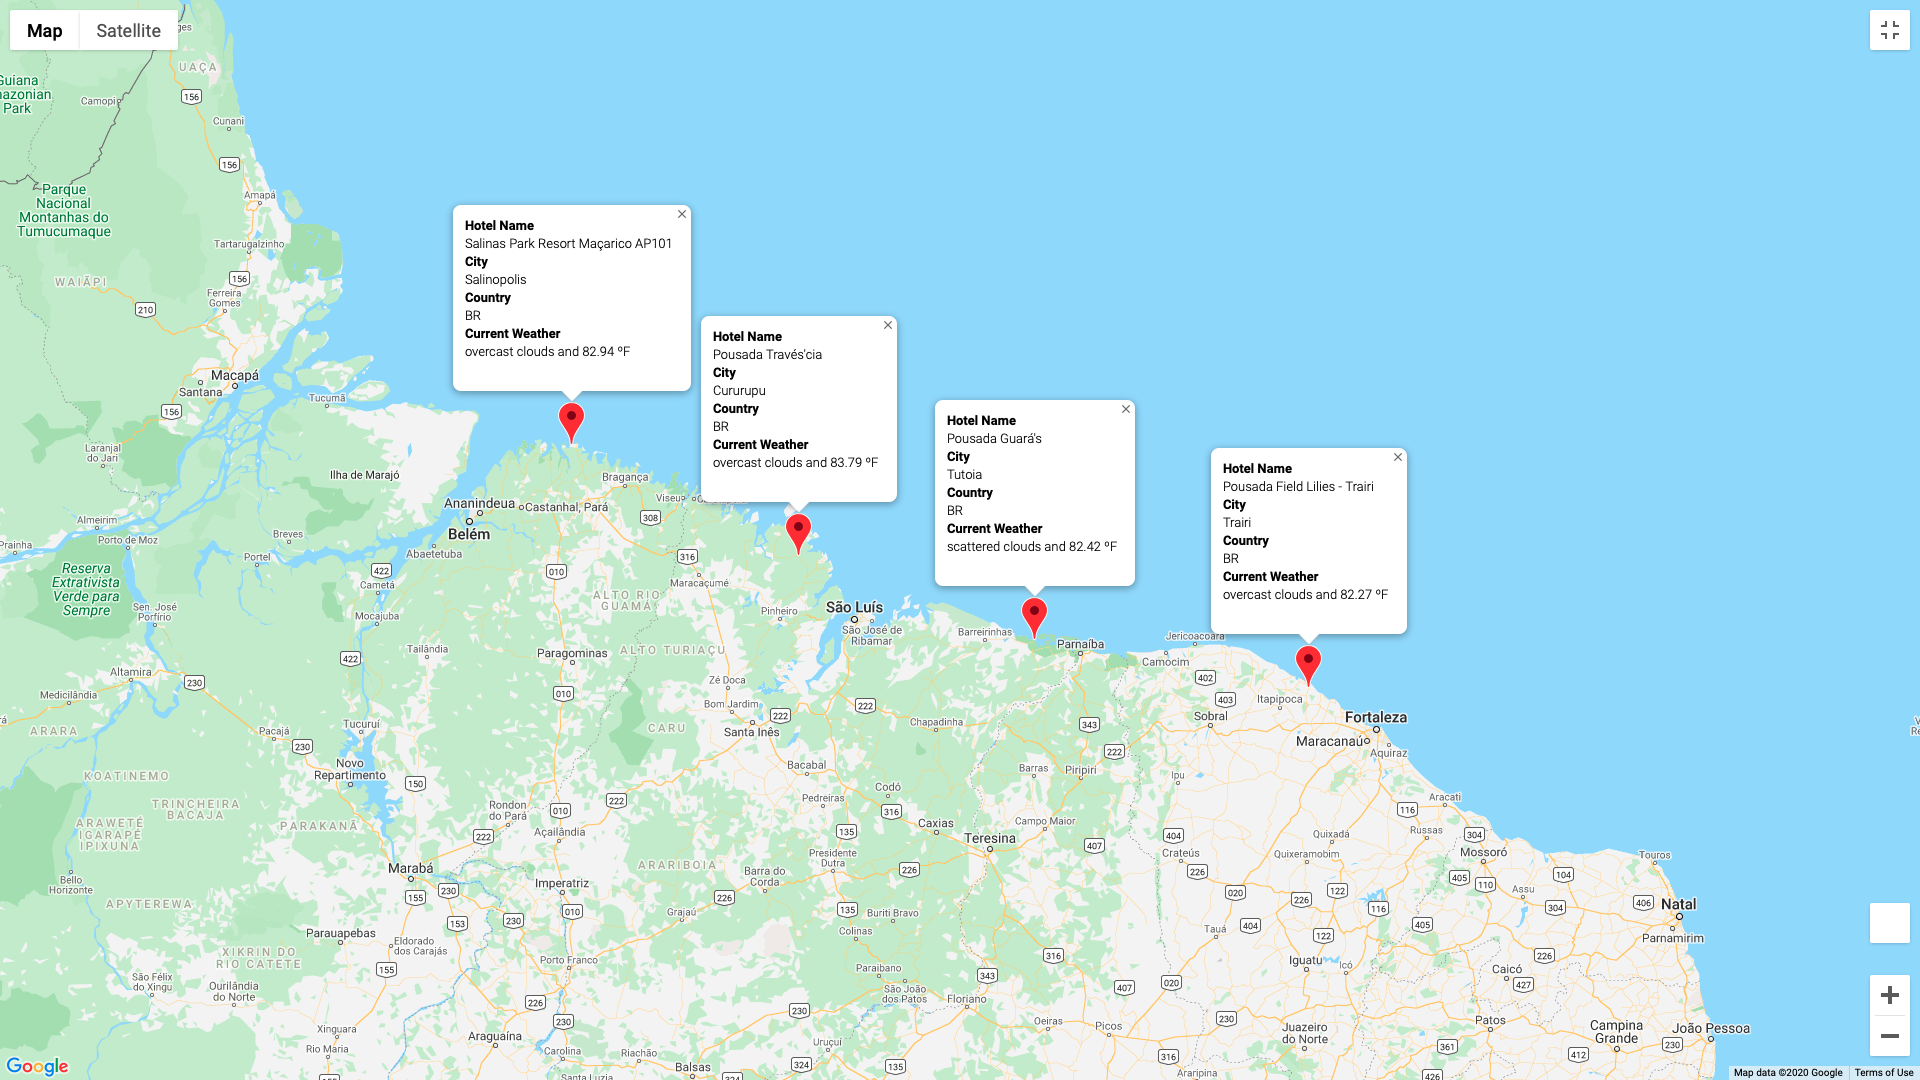 Map
Satellite
Hotel Name
Salinas Park Resort Maçarico AP101
City
Salinopolis
Country
BR
Current Weather
overcast clouds and 82.94 ºF
Hotel Name
Pousada Través'cia
City
Cururupu
Country
BR
Current Weather
overcast clouds and 83.79 ºF
Hotel Name
Pousada Guará's
City
Tutoia
Country
BR
Current Weather
scattered clouds and 82.42 ºF
Hotel Name
Pousada Field Lilies - Trairi
City
Trairi
Country
BR
Current Weather
overcast clouds and 82.27 ºF
UAÇA
Camopi
Cunani
156
156
Parque
Nacional
Montanhas do
Tumucumaque
Amapá
Tartarugalzinho
WAIÃPI
156
Ferreira
Gomes
210
Macapá
Santana
156
Tucumã
Laranjal
do Jari
Ilha de Marajó
Ananindeua
Castanhal, Pará
Belém
Bragança
Viseu
308
316
Almeirim
Porto de Moz
Breves
Portel
Abaetetuba
010
422
Cametá
Mocajuba
Reserva
Extrativista
Verde para
Sempre
Sen. José
Porfírio
Maracaçumé
ALTO RIO
GUAMÁ
Pinheiro
São Luís
São José de
Ribamar
Barreirinhas
Parnaíba
Jericoacoara
Camocim
Tailândia
Paragominas
ALTO TURIAÇU
422
Altamira
230
Medicilândia
010
Zé Doca
Bom Jardim
222
222
Santa Inês
Chapadinha
402
403
Itapipoca
Sobral
Fortaleza
Maracanaú
Aquiraz
343
222
ARARA
Pacajá
Tucuruí
230
CARU
Novo
Repartimento
KOATINEMO
150
Bacabal
Barras
Piripiri
Ipu
TRINCHEIRA
BACAJA
PARAKANÃ
ARAWETÉ
IGARAPÉ
IPIXUNA
Rondon
do Pará
010
222
222
Açailândia
Pedreiras
Codó
316
135
Caxias
Teresina
Campo Maior
407
404
Crateús
226
116
Aracati
Russas
304
Quixadá
Quixeramobim
Mossoró
Touros
Marabá
230
155
ARARIBOIA
Presidente
Dutra
226
Barra do
Corda
Imperatriz
226
010
Grajaú
135
Buriti Bravo
Colinas
Bello
Horizonte
APYTEREWA
153
230
020
226
122
116
405
110
Assu
104
304
406
Natal
Parnamirim
Parauapebas
Eldorado
dos Carajás
155
XIKRIN DO
RIO CATETE
Porto Franco
Tauá
404
122
405
Iguatu
Icó
226
Caicó
427
São Félix
do Xingu
Ourilândia
do Norte
Paraibano
São João
dos Patos
316
343
Floriano
407
020
226
230
230
Xinguara
Rio Maria
Araguaína
Carolina
Riachão
Balsas
Uruçuí
Oeiras
Picos
230
Juazeiro
do Norte
Patos
Campina
Grande
João Pessoa
230
361
412
316
324
135
324
155
Santa Luzia
Araripina
426
Google
Map data ©2020 Google
Terms of Use